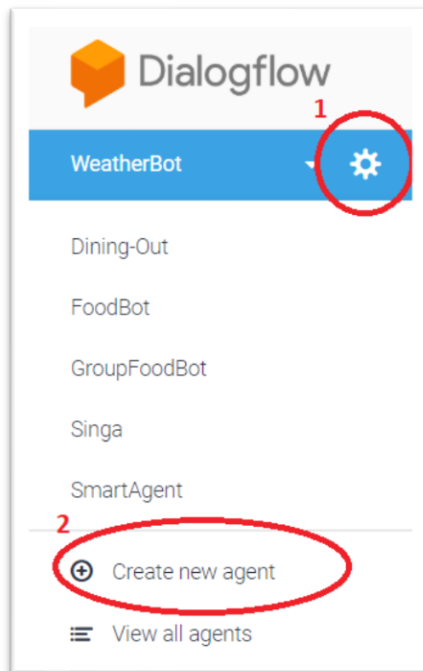 Dialogflow
1
WeatherBot
Dining-Out
FoodBot
GroupFoodBot
Singa
SmartAgent
2
Create new agent
View all agents